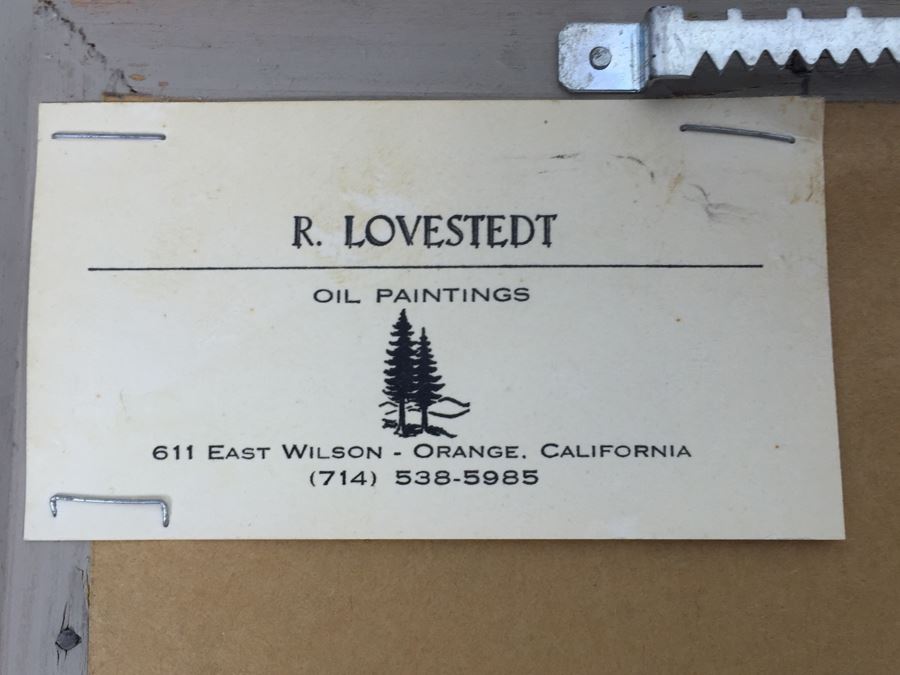 R. LOVESTEDT
OIL PAINTINGS
611 EAST WILSON - ORANGE, CALIFORNIA
(714) 538-5985